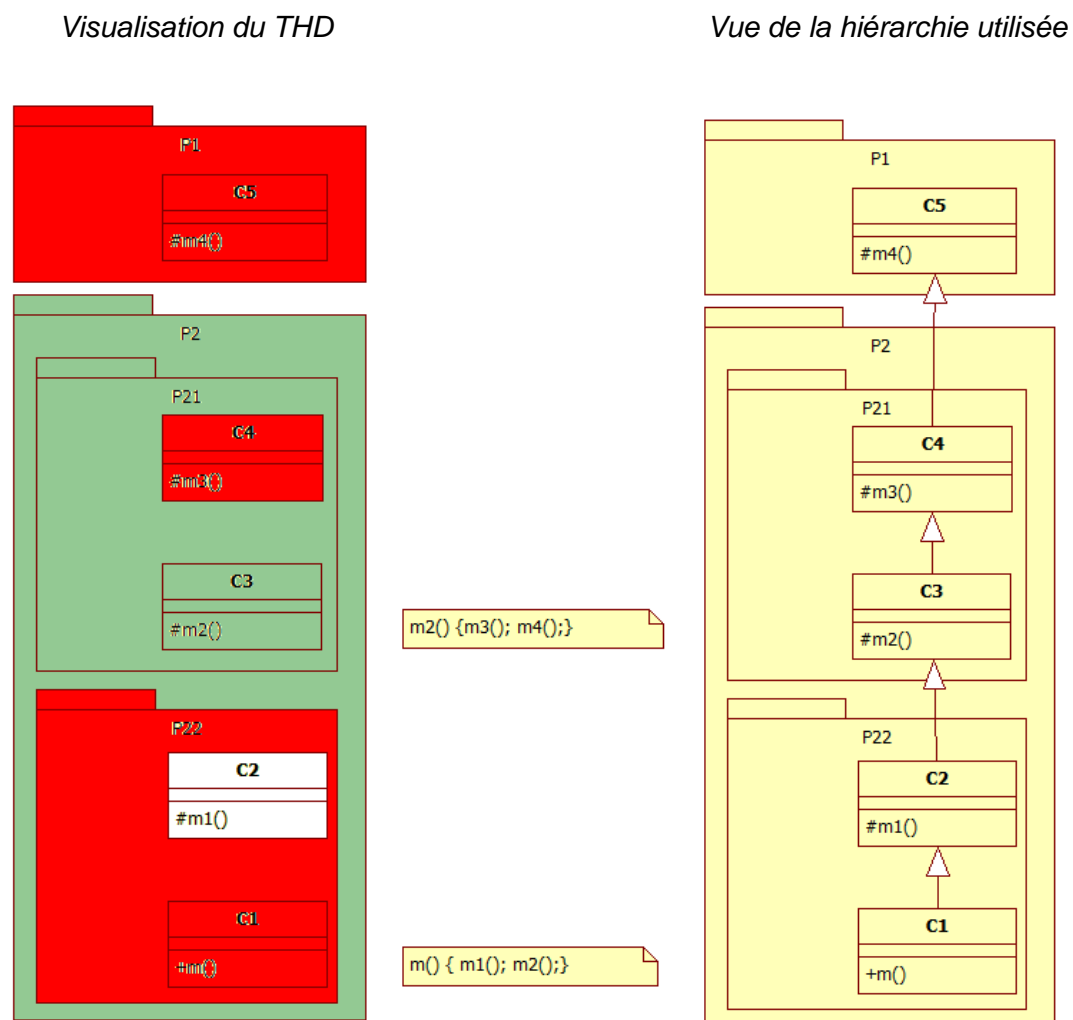 Visualisation du THD
Vue de la hiérarchie utilisée
P1
C5
#m4()
P2
P21
C4
#m3()
C3
#m2()
P22
C2
#m1()
C1
+m()
m2() {m3(); m4();}
m() { m1(); m2();}
P1
C5
#m4()
P2
P21
C4
#m3()
C3
#m2()
P22
C2
#m1()
C1
+m()